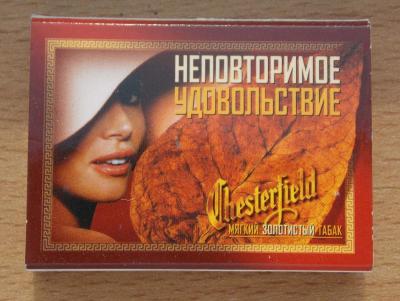 НЕПОВТОРИМОЕ
УДОВОЛЬСТВИЕ
Chesterfield
МЯГКИЙ ЗОЛОТИСТЫЙ ТАБАК